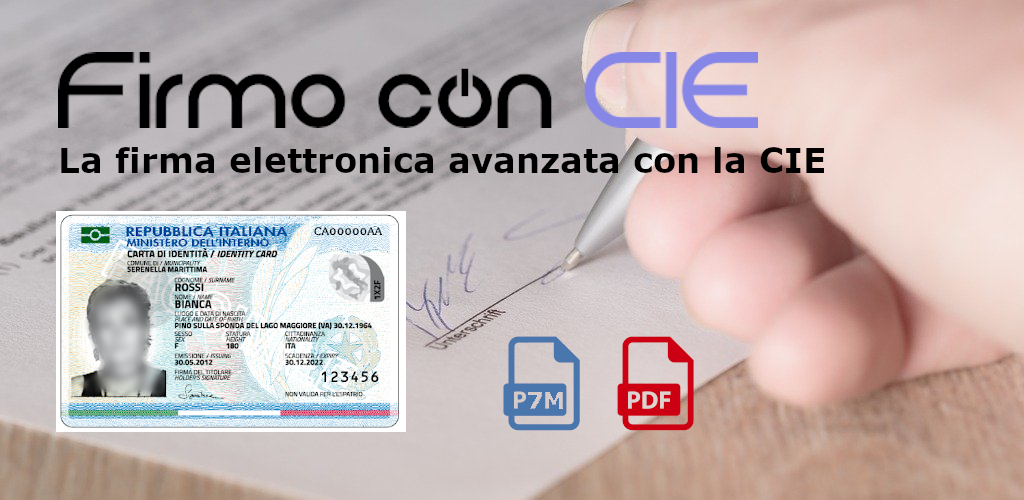 Firmo con CIE
La firma elettronica avanzata con la CIE
REPUBBLICA ITALIANA
CA00000AA
MINISTERO DELL'INTERNO
CARTA DI IDENTITÀ / IDENTITY CARD
COMUNE DI / MUNICIPALITY
SERENELLA MARITTIMA
COGNOME / SURNAME
ROSSI
NOME / NAME
BIANCA
LUOGO E DATA DI NASCITA
PLACE AND DATE OF BIRTH
PINO SULLA SPONDA DEL LAGO MAGGIORE (VA) 30.12.1964
SESSO STATURA CITTADINANZA
SEX HEIGHT NATIONALITY
F 180 ITA
EMISSIONE / ISSUING SCADENZA / EXPIRY
30.05.2012 30.12.2022
FIRMA DEL TITOLARE
HOLDER'S SIGNATURE
123456
NON VALIDA PER L'ESPATRIO
1X2F
Unterschrift
P7M
PDF